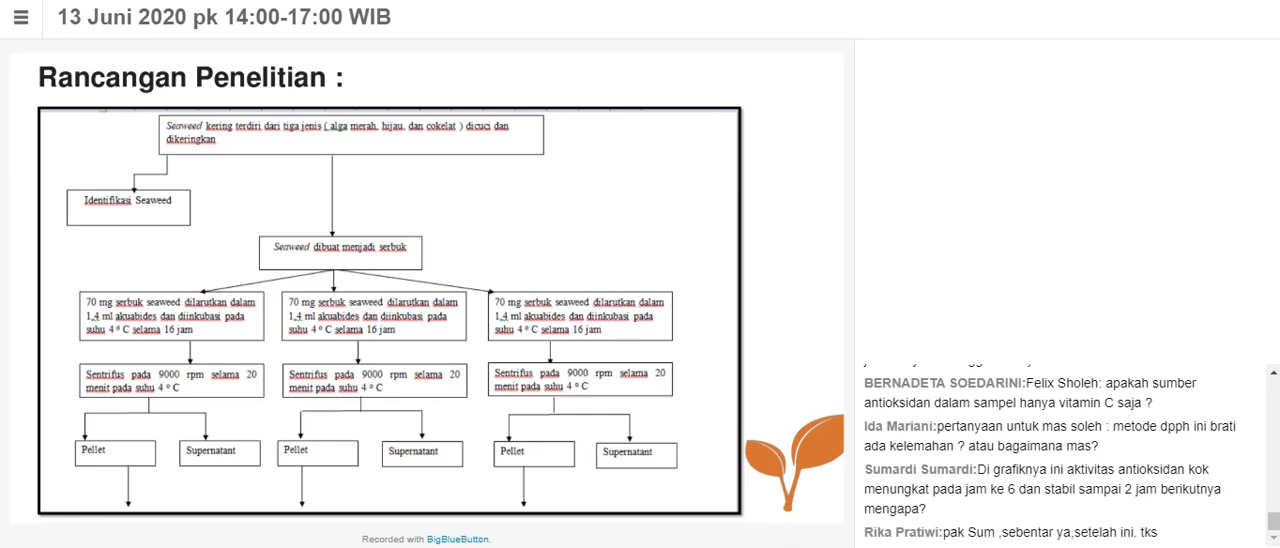 13 Juni 2020 pk 14:00-17:00 WIB
Rancangan Penelitian :
Seaweed kering terdiri dari tiga jenis ( alga merah, hijau, dan cokelat ) dicuci dan
dikeringkan
Identifikasi Seaweed
Seaweed dibuat menjadi serbuk
70 mg serbuk seaweed dilarutkan dalam
1,4 ml akuabides dan diinkubasi pada
suhu 4 ° C selama 16 jam
70 mg serbuk seaweed dilarutkan dalam
1,4 ml akuabides dan diinkubasi pada
suhu 4 ° C selama 16 jam
70 mg serbuk seaweed dilarutkan dalam
1,4 ml akuabides dan diinkubasi pada
suhu 4 ° C selama 16 jam
Sentrifus pada 9000 rpm selama 20
menit pada suhu 4 ° C
Sentrifus pada 9000 rpm selama 20
menit pada suhu 4 ° C
Sentrifus pada 9000 rpm selama 20
menit pada suhu 4 ° C
Pellet
Supernatant
Pellet
Supernatant
Pellet
Supernatant
Recorded with BigBlueButton.
BERNADETA SOEDARINI:Felix Sholeh: apakah sumber
antioksidan dalam sampel hanya vitamin C saja ?
Ida Mariani:pertanyaan untuk mas soleh : metode dpph ini brati
ada kelemahan ? atau bagaimana mas?
Sumardi Sumardi:Di grafiknya ini aktivitas antioksidan kok
menungkat pada jam ke 6 dan stabil sampai 2 jam berikutnya
mengapa?
Rika Pratiwi:pak Sum ,sebentar ya,setelah ini. tks